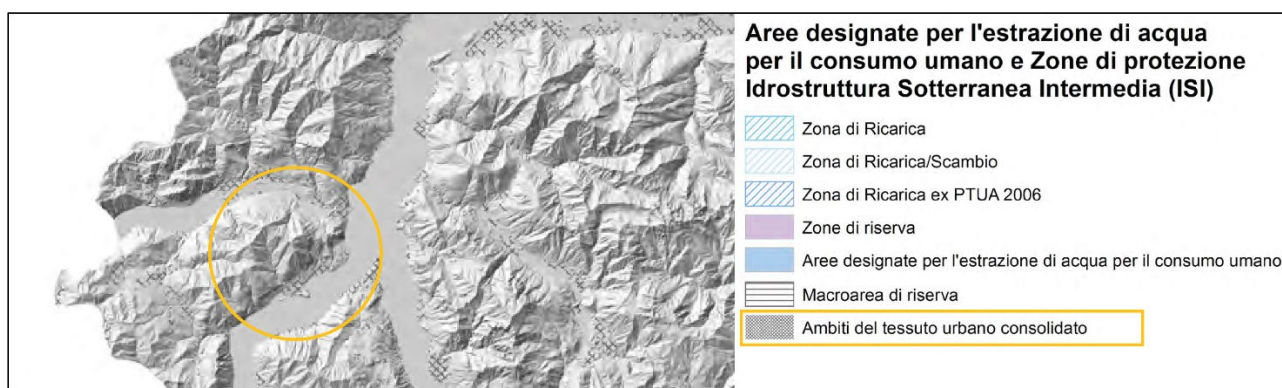 Aree designate per l'estrazione di acqua
per il consumo umano e Zone di protezione
Idrostruttura Sotterranea Intermedia (ISI)
Zona di Ricarica
Zona di Ricarica/Scambio
Zona di Ricarica ex PTUA 2006
Zone di riserva
Aree designate per l'estrazione di acqua per il consumo umano
Macroarea di riserva
Ambiti del tessuto urbano consolidato